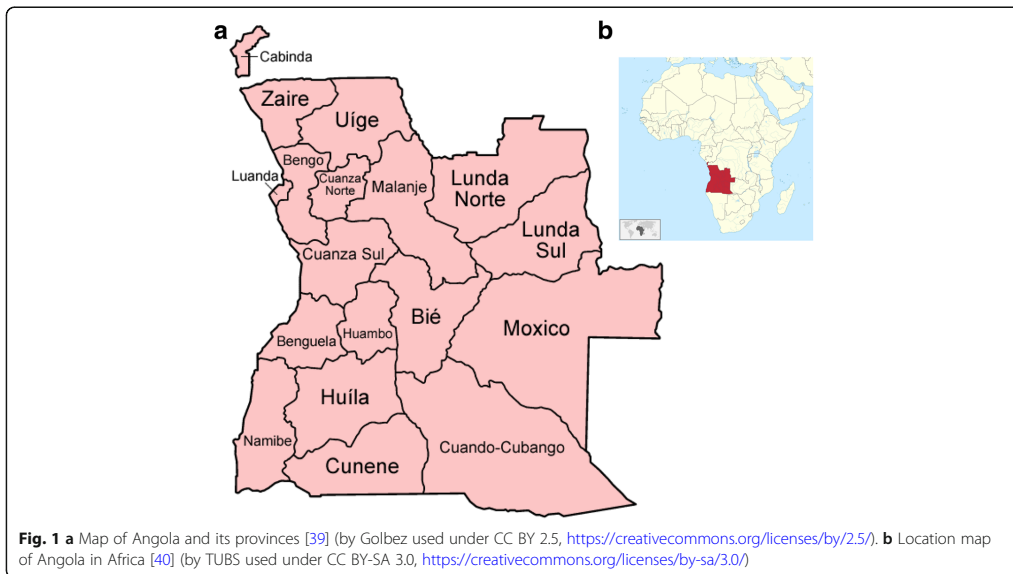 a
b
Cabinda
Zaire
Uíge
Bengo
Luanda
Cuanza
Norte
Malanje
Lunda
Norte
Lunda
Sul
Cuanza Sul
Bié
Moxico
Huambo
Benguela
Huíla
Namibe
Cunene
Cuando-Cubango
Fig. 1 a Map of Angola and its provinces [39] (by Golbez used under CC BY 2.5, https://creativecommons.org/licenses/by/2.5/). b Location map
of Angola in Africa [40] (by TUBS used under CC BY-SA 3.0, https://creativecommons.org/licenses/by-sa/3.0/)